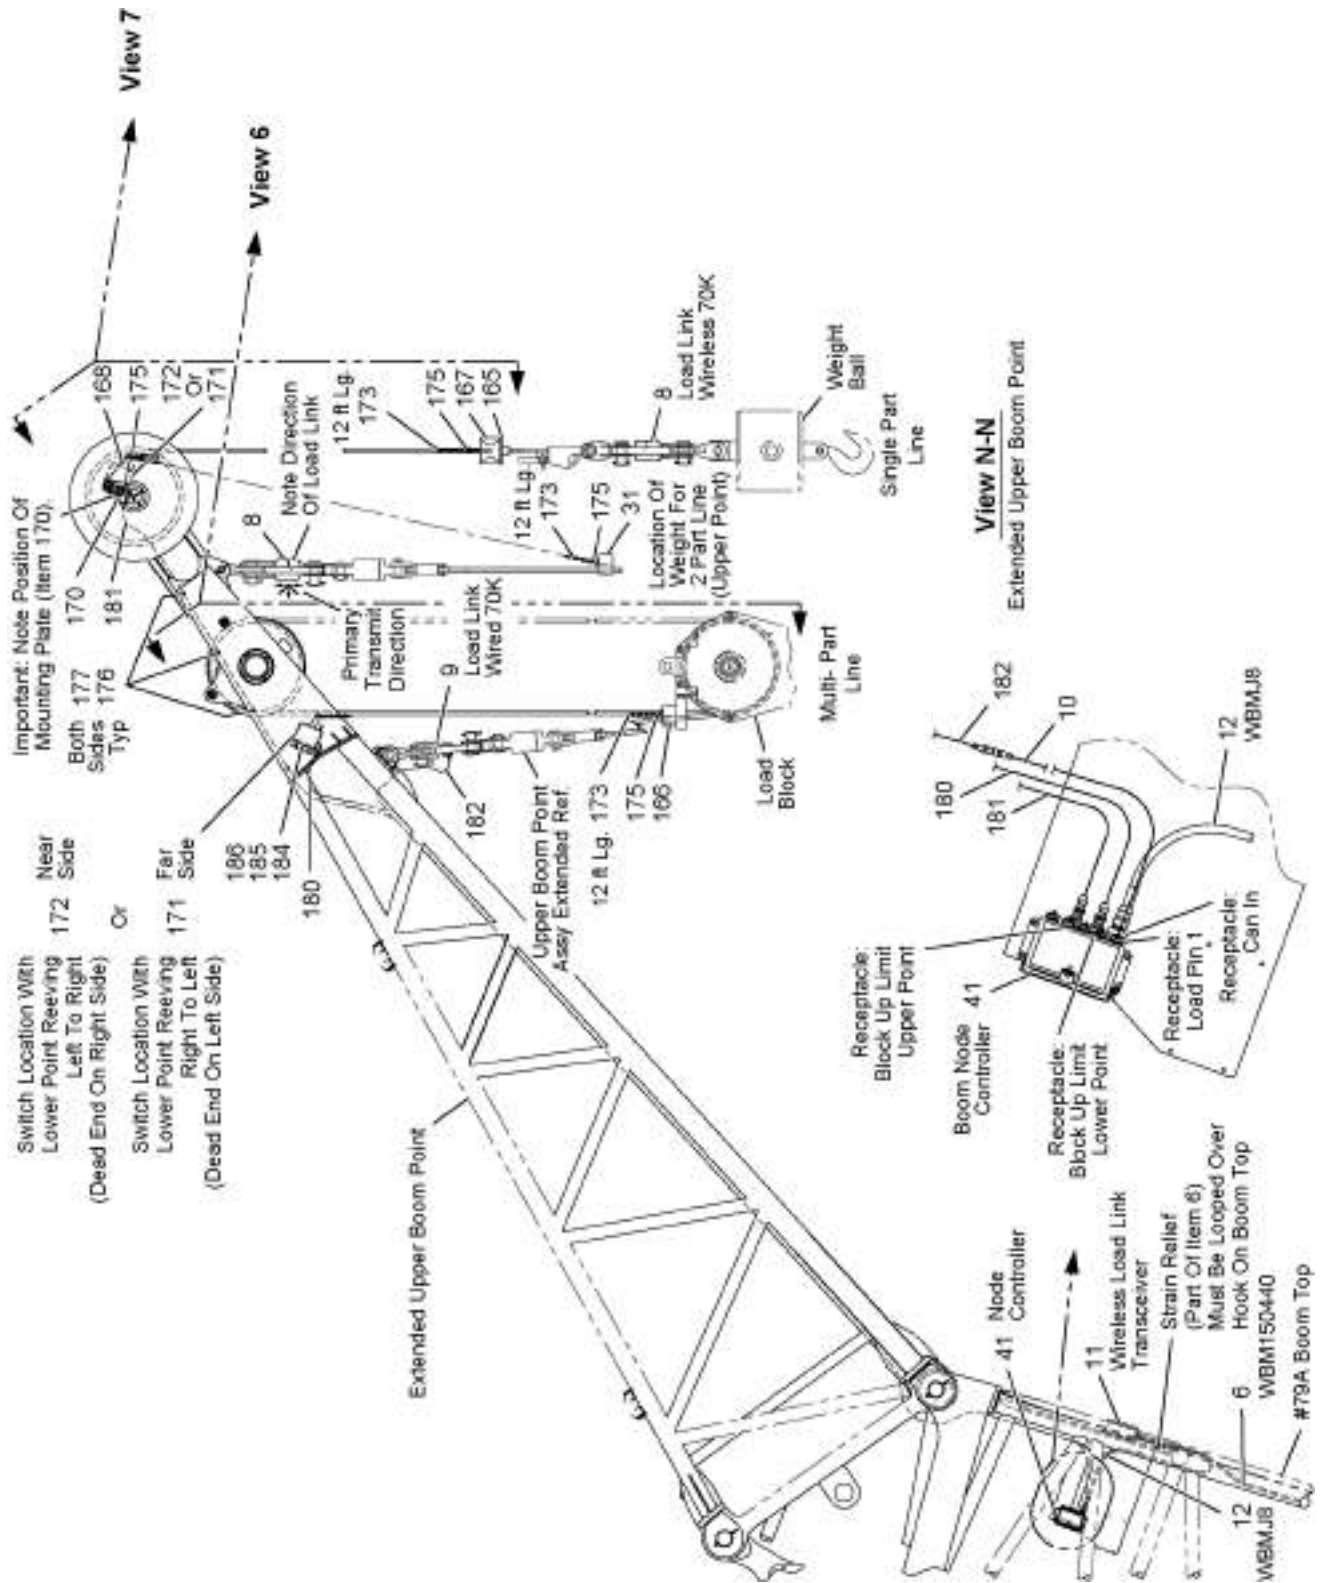 View 7
View 6
Important: Note Position Of
Mounting Plate (Item 170).
Both 177
Sides 176
Typ
170
181
168
175
172
Or
171
Switch Location With
Lower Point Reeving
Left To Right
(Dead End On Right Side)
172 Near
Side
Or
Switch Location With
Lower Point Reeving
Right To Left
(Dead End On Left Side)
171 Far
Side
186
185
184
180
8
Note Direction
Of Load Link
12 ft Lg.
173
175
167
165
Primary
Transmit
Direction
9
Load Link
Wired 70K
182
12 ft Lg.
173
175
31
Location Of
Weight For
2 Part Line
(Upper Point)
8
Load Link
Wireless 70K
Weight
Ball
Single Part
Line
Upper Boom Point
Assy Extended Ref.
12 ft Lg. 173
175
166
Load
Block
Multi- Part
Line
Extended Upper Boom Point
View N-N
Extended Upper Boom Point
182
10
180
181
12
WBMJ8
Receptacle:
Block Up Limit
Upper Point
Boom Node
Controller
41
Receptacle:
Block Up Limit
Lower Point
Receptacle:
Load Pin 1
Receptacle:
Can In
41
Node
Controller
11
Wireless Load Link
Transceiver
Strain Relief
(Part Of Item 6)
Must Be Looped Over
Hook On Boom Top
12
WBMJ8
6
WBM150440
#79A Boom Top